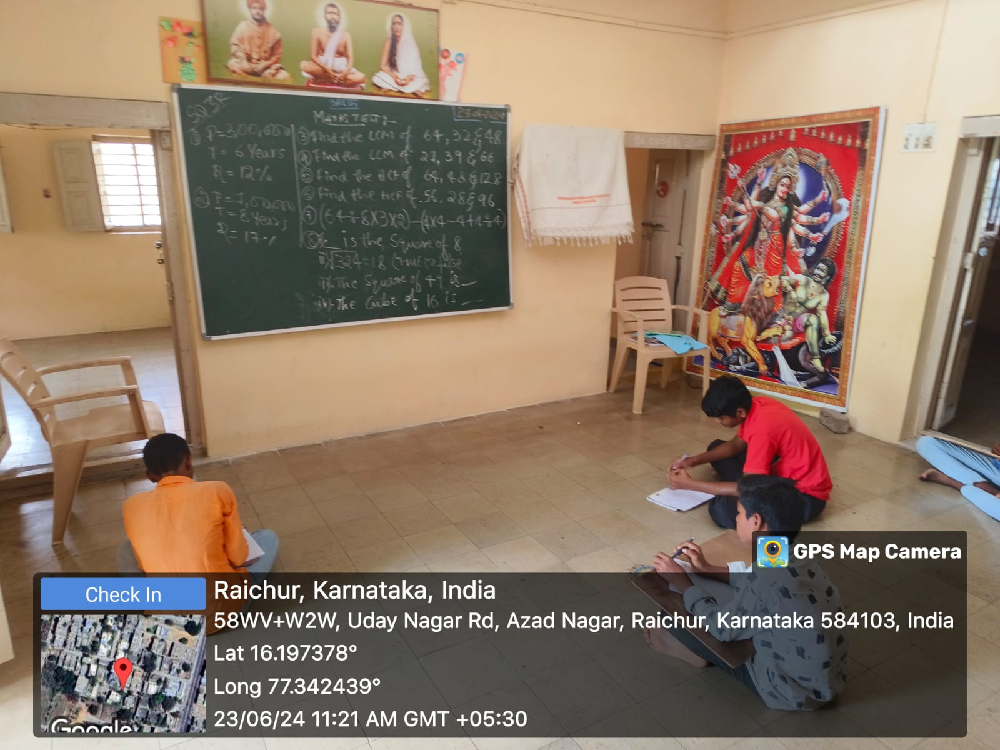 SQ3R
MATHS TEST
23-06-2024
① P=300,000
T= 6 Years
R= 12%
② P=7,00,000
T= 8 Years
R= 17%
③ Find the LCM of 64, 32 & 48
④ Find the LCM of 27, 39 & 66
⑤ Find the HCF of 64, 48 & 128
⑥ Find the HCF of 56, 28 & 96
⑦ (64÷8X3X2)-(4X4-4+4÷4)
⑧ i) __ is the Square of 8
ii) √324=18 (True or false
iii) The Square of 49 is __
iv) The Cube of 16 is __
GPS Map Camera
Check In
Raichur, Karnataka, India
58WV+W2W, Uday Nagar Rd, Azad Nagar, Raichur, Karnataka 584103, India
Lat 16.197378°
Long 77.342439°
23/06/24 11:21 AM GMT +05:30
Google